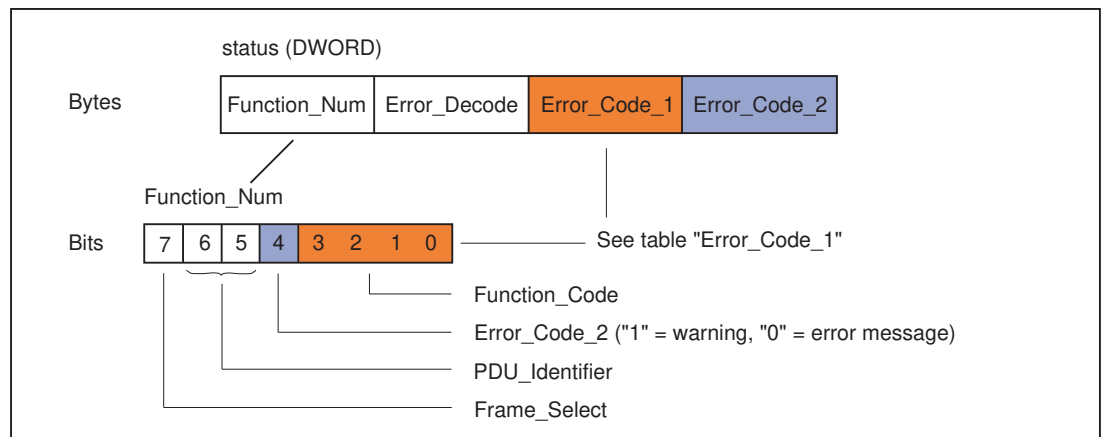 status (DWORD)
Bytes Function_Num Error_Decode Error_Code_1 Error_Code_2
Function_Num
Bits 7 6 5 4 3 2 1 0 See table "Error_Code_1"
Function_Code
Error_Code_2 ("1" = warning, "0" = error message)
PDU_Identifier
Frame_Select